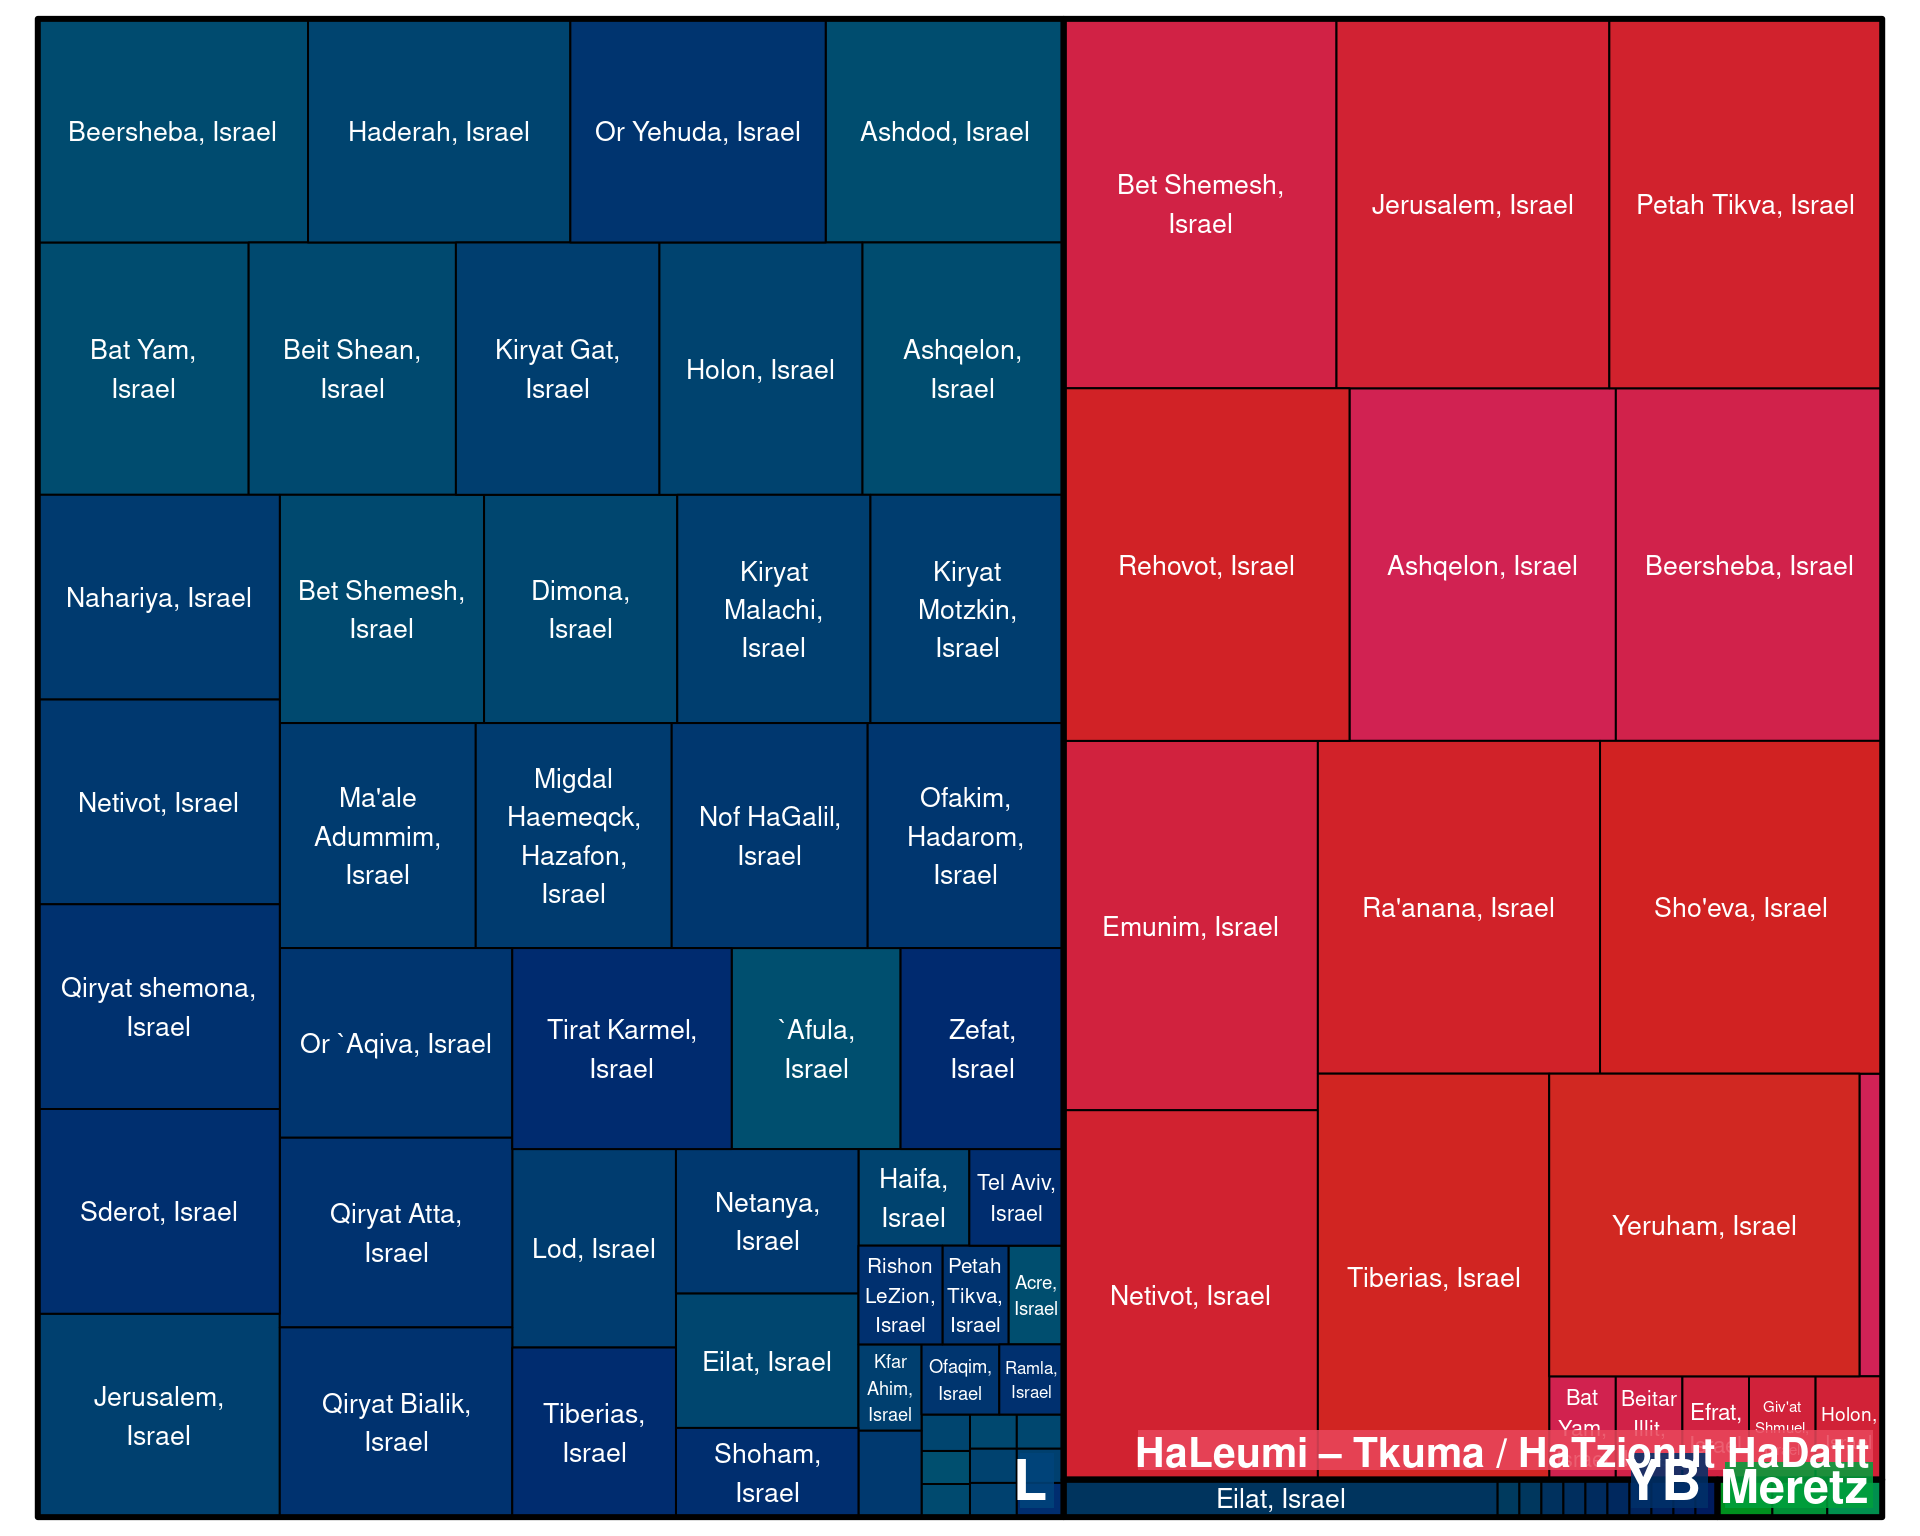 Beersheba, Israel
Haderah, Israel
Or Yehuda, Israel
Ashdod, Israel
Bat Yam,
Israel
Beit Shean,
Israel
Kiryat Gat,
Israel
Holon, Israel
Ashqelon,
Israel
Nahariya, Israel
Bet Shemesh,
Israel
Dimona,
Israel
Kiryat
Malachi,
Israel
Kiryat
Motzkin,
Israel
Netivot, Israel
Ma'ale
Adummim,
Israel
Migdal
Haemeqck,
Hazafon,
Israel
Nof HaGalil,
Israel
Ofakim,
Hadarom,
Israel
Qiryat shemona,
Israel
Or `Aqiva, Israel
Tirat Karmel,
Israel
`Afula,
Israel
Zefat,
Israel
Sderot, Israel
Qiryat Atta,
Israel
Lod, Israel
Netanya,
Israel
Haifa,
Israel
Tel Aviv,
Israel
Rishon
LeZion,
Israel
Petah
Tikva,
Israel
Acre,
Israel
Jerusalem,
Israel
Qiryat Bialik,
Israel
Tiberias,
Israel
Eilat, Israel
Shoham,
Israel
Kfar
Ahim,
Israel
Ofaqim,
Israel
Ramla,
Israel
L
Bet Shemesh,
Israel
Jerusalem, Israel
Petah Tikva, Israel
Rehovot, Israel
Ashqelon, Israel
Beersheba, Israel
Emunim, Israel
Ra'anana, Israel
Sho'eva, Israel
Netivot, Israel
Tiberias, Israel
Yeruham, Israel
Bat
Yam,
Beitar
Illit,
Efrat,
Giv'at
Shmuel,
Holon,
HaLeumi – Tkuma / HaTzionut HaDatit
Eilat, Israel
YB
Meretz